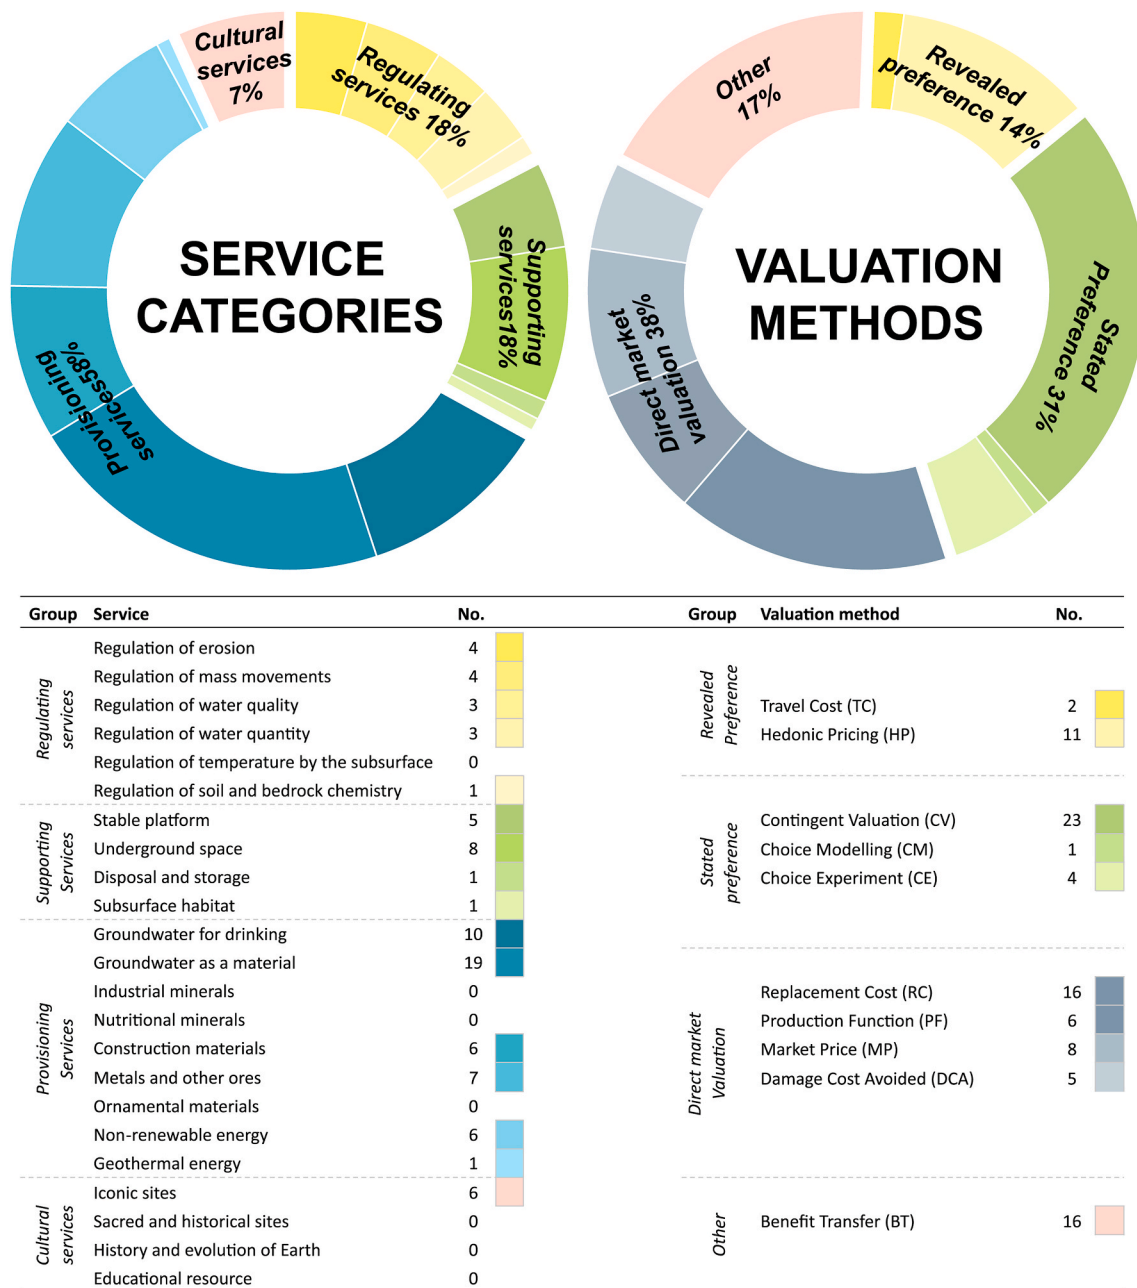 Cultural
services
7%
Regulating
services 18%
Supporting
services18%
Provisioning
services58%
SERVICE
CATEGORIES
Other
17%
Revealed
preference 14%
Stated
Preference 31%
Direct market
valuation 38%
VALUATION
METHODS
Group Service No.
Regulating
services
Regulation of erosion 4
Regulation of mass movements 4
Regulation of water quality 3
Regulation of water quantity 3
Regulation of temperature by the subsurface 0
Regulation of soil and bedrock chemistry 1
Supporting
Services
Stable platform 5
Underground space 8
Disposal and storage 1
Subsurface habitat 1
Provisioning
Services
Groundwater for drinking 10
Groundwater as a material 19
Industrial minerals 0
Nutritional minerals 0
Construction materials 6
Metals and other ores 7
Ornamental materials 0
Non-renewable energy 6
Geothermal energy 1
Cultural
services
Iconic sites 6
Sacred and historical sites 0
History and evolution of Earth 0
Educational resource 0
Group Valuation method No.
Revealed
Preference
Travel Cost (TC) 2
Hedonic Pricing (HP) 11
Stated
preference
Contingent Valuation (CV) 23
Choice Modelling (CM) 1
Choice Experiment (CE) 4
Direct market
Valuation
Replacement Cost (RC) 16
Production Function (PF) 6
Market Price (MP) 8
Damage Cost Avoided (DCA) 5
Other
Benefit Transfer (BT) 16